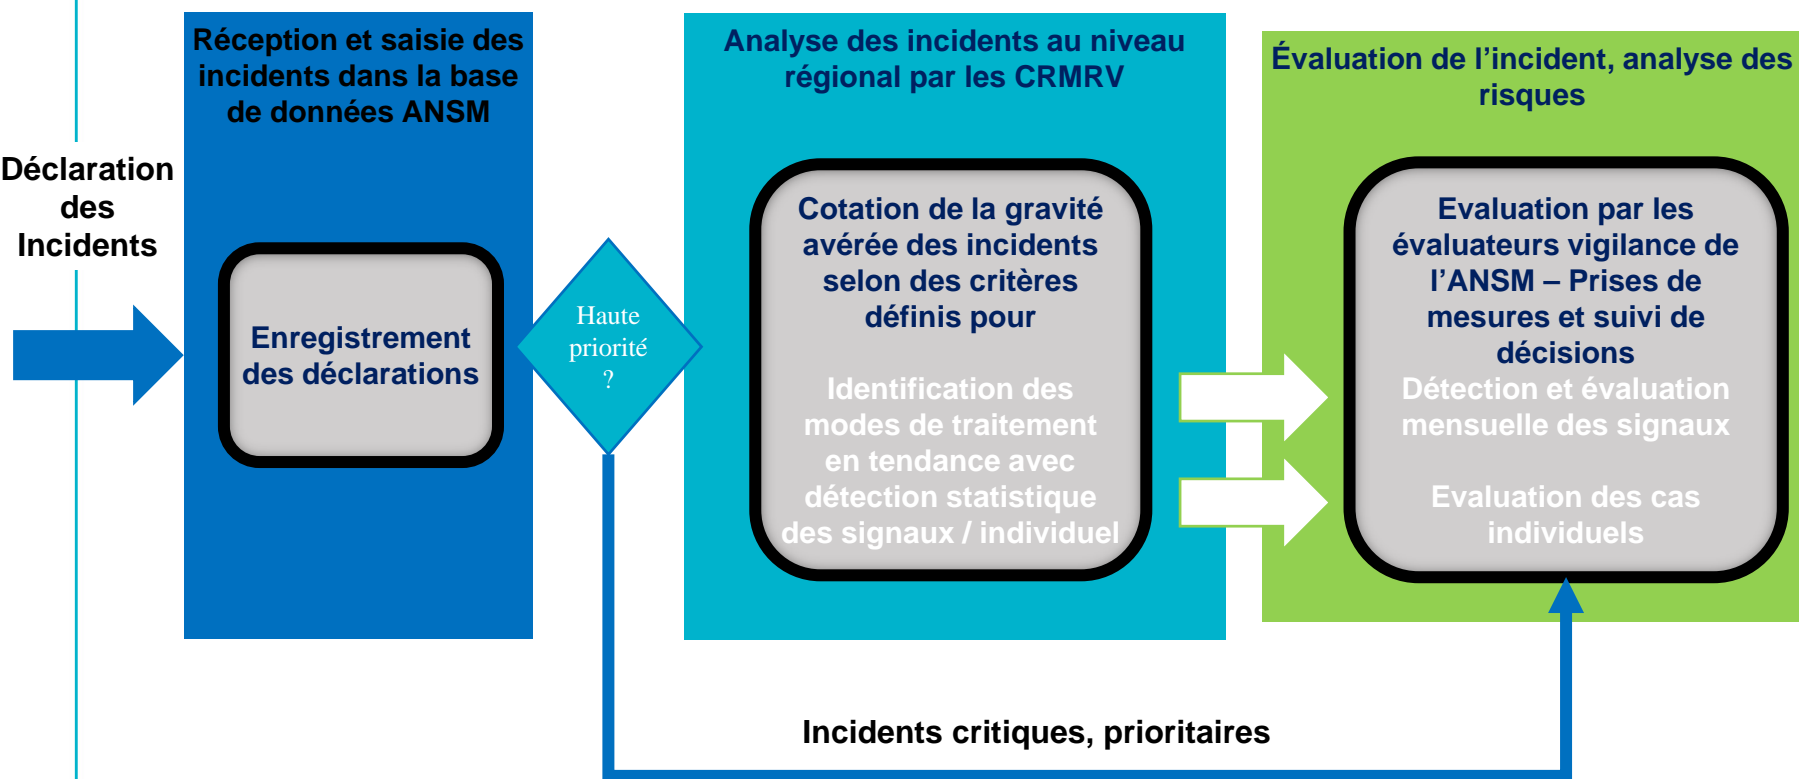 Déclaration
des
Incidents
Réception et saisie des
incidents dans la base
de données ANSM
Enregistrement
des déclarations
Haute
priorité
?
Analyse des incidents au niveau
régional par les CRMRV
Cotation de la gravité
avérée des incidents
selon des critères
définis pour
Identification des
modes de traitement
en tendance avec
détection statistique
des signaux / individuel
Évaluation de l’incident, analyse des
risques
Evaluation par les
évaluateurs vigilance de
l’ANSM – Prises de
mesures et suivi de
décisions
Détection et évaluation
mensuelle des signaux
Evaluation des cas
individuels
Incidents critiques, prioritaires